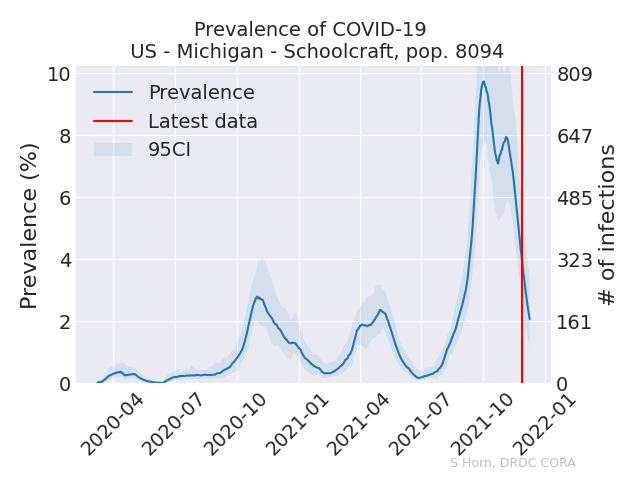 Prevalence of COVID-19
US - Michigan - Schoolcraft, pop. 8094
Prevalence
Latest data
95CI
Prevalence (%)
10
8
6
4
2
0
# of infections
809
647
485
323
161
0
2020-04
2020-07
2020-10
2021-01
2021-04
2021-07
2021-10
2022-01
S Horn, DRDC CORA